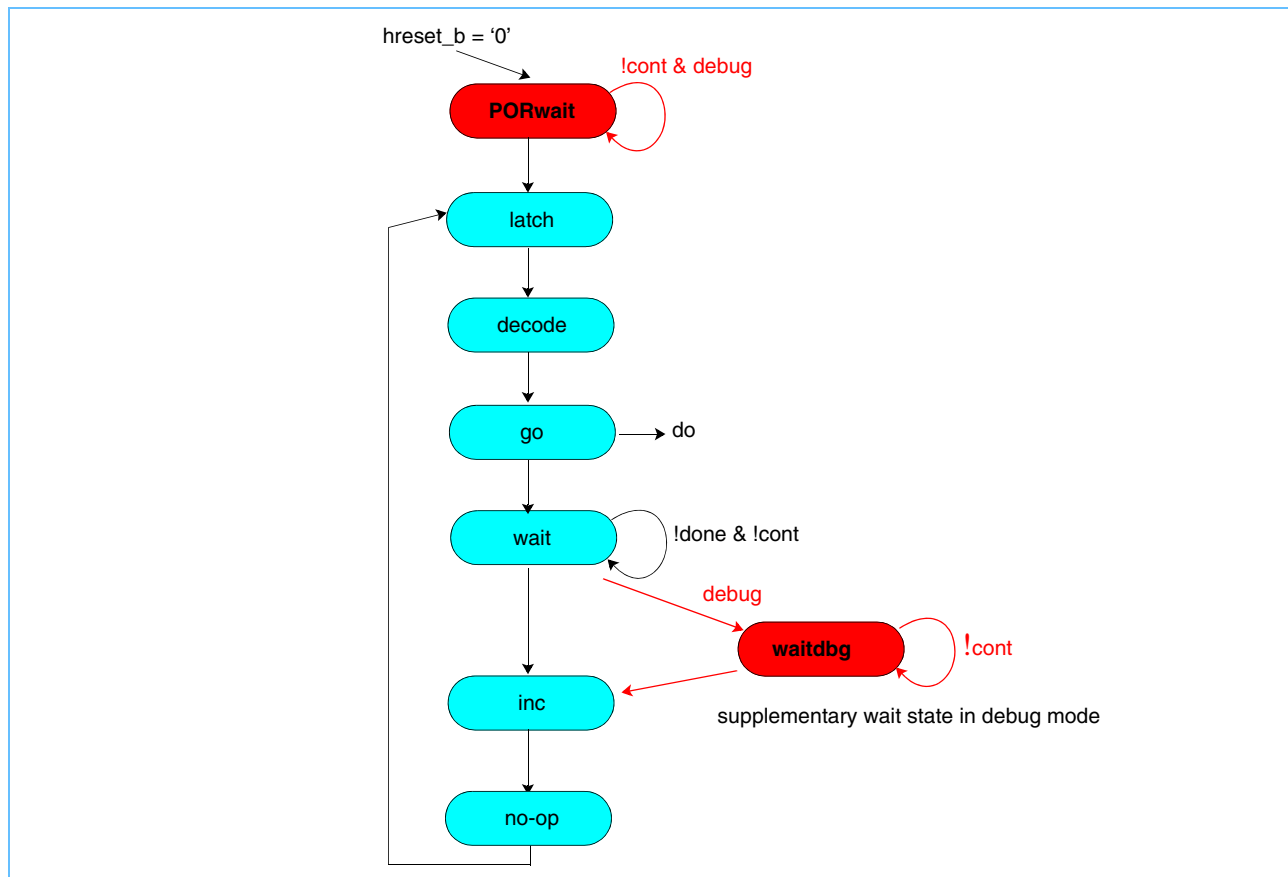 hreset_b = ‘0’
!cont & debug
PORwait
latch
decode
go
do
wait
!done & !cont
debug
waitdbg
!cont
inc
supplementary wait state in debug mode
no-op